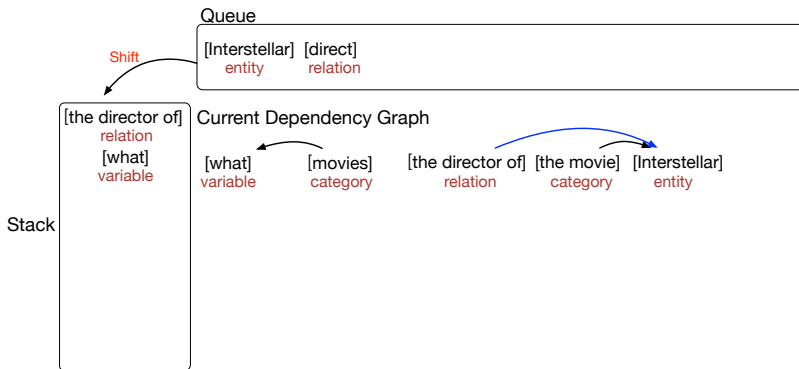 Queue
Shift
[Interstellar] [direct]
entity relation
[the director of]
relation
[what]
variable
Stack
Current Dependency Graph
[what] [movies] [the director of] [the movie] [Interstellar]
variable category relation category entity